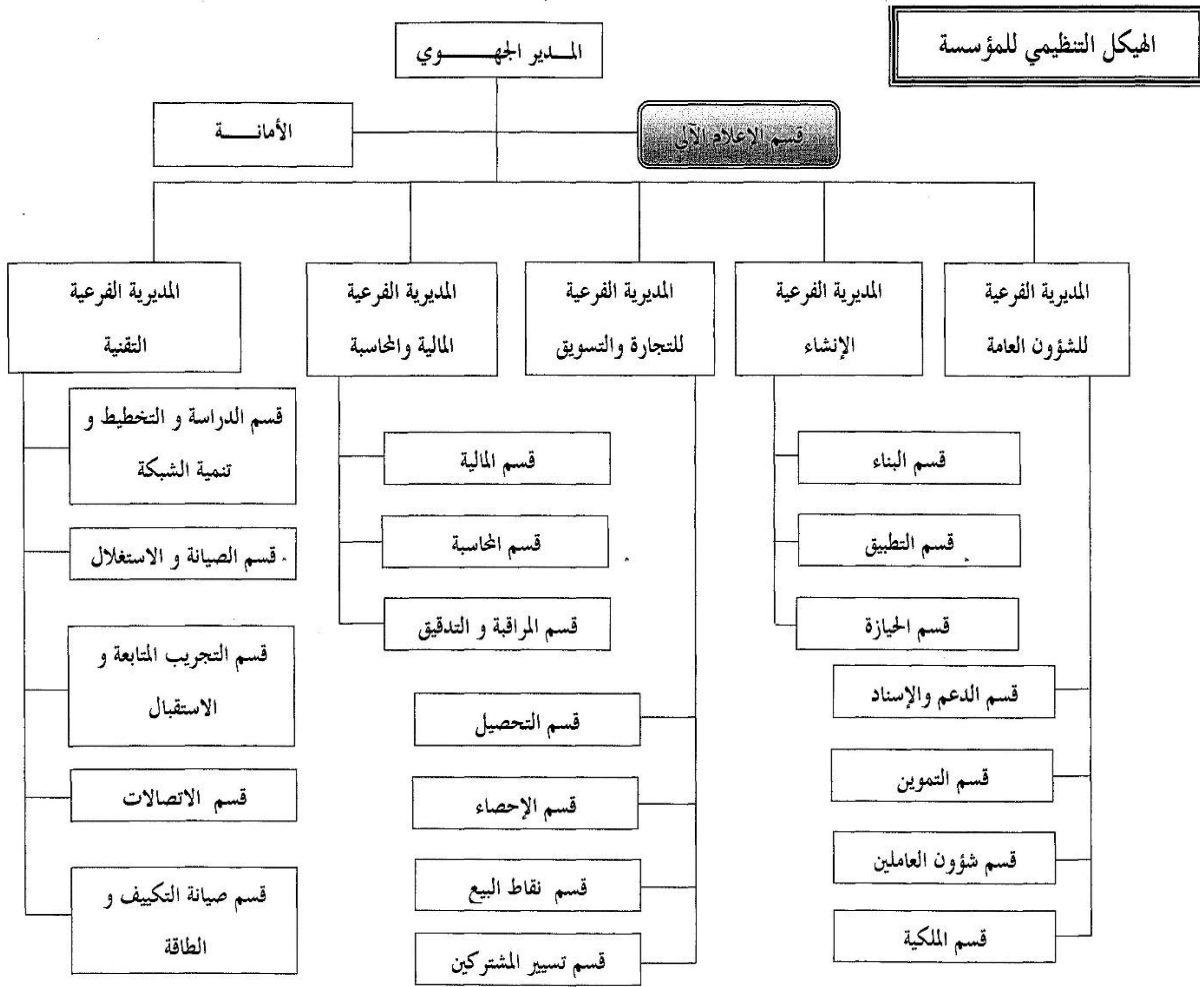 الهيكل التنظيمي للمؤسسة
المـــدير الجهـــــوي
قسم الإعلام الآلي
الأمانـــــة
المديرية الفرعية
للشؤون العامة
المديرية الفرعية
الإنشاء
المديرية الفرعية
للتجارة والتسويق
المديرية الفرعية
المالية والمحاسبة
المديرية الفرعية
التقنية
قسم الدعم والإسناد
قسم التموين
قسم شؤون العاملين
قسم الملكية
قسم البناء
قسم التطبيق
قسم الحيازة
قسم التحصيل
قسم الإحصاء
قسم نقاط البيع
قسم تسيير المشتركين
قسم المالية
قسم المحاسبة
قسم المراقبة و التدقيق
قسم الدراسة و التخطيط و
تنمية الشبكة
قسم الصيانة و الاستغلال
قسم التجريب المتابعة و
الاستقبال
قسم الاتصالات
قسم صيانة التكييف و
الطاقة